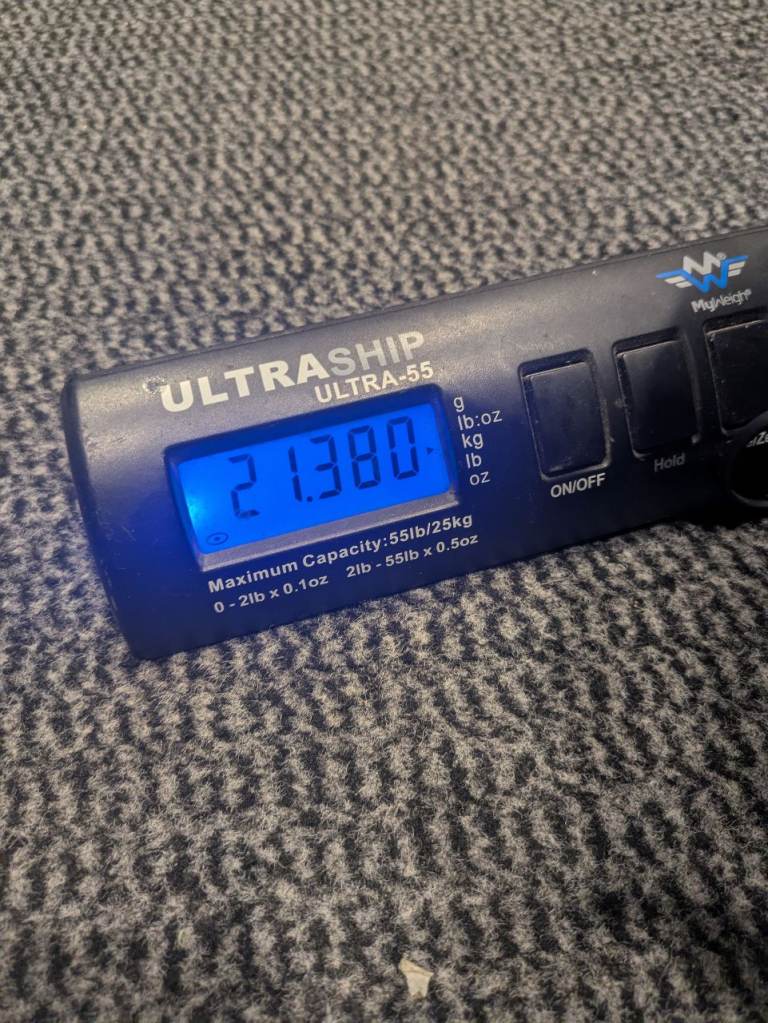 MyWeigh®
ULTRASHIP
ULTRA-55
21.380
g
lb:oz
kg
lb
oz
ON/OFF
Hold
Maximum Capacity:55lb/25kg
0 - 2lb x 0.1oz 2lb - 55lb x 0.5oz